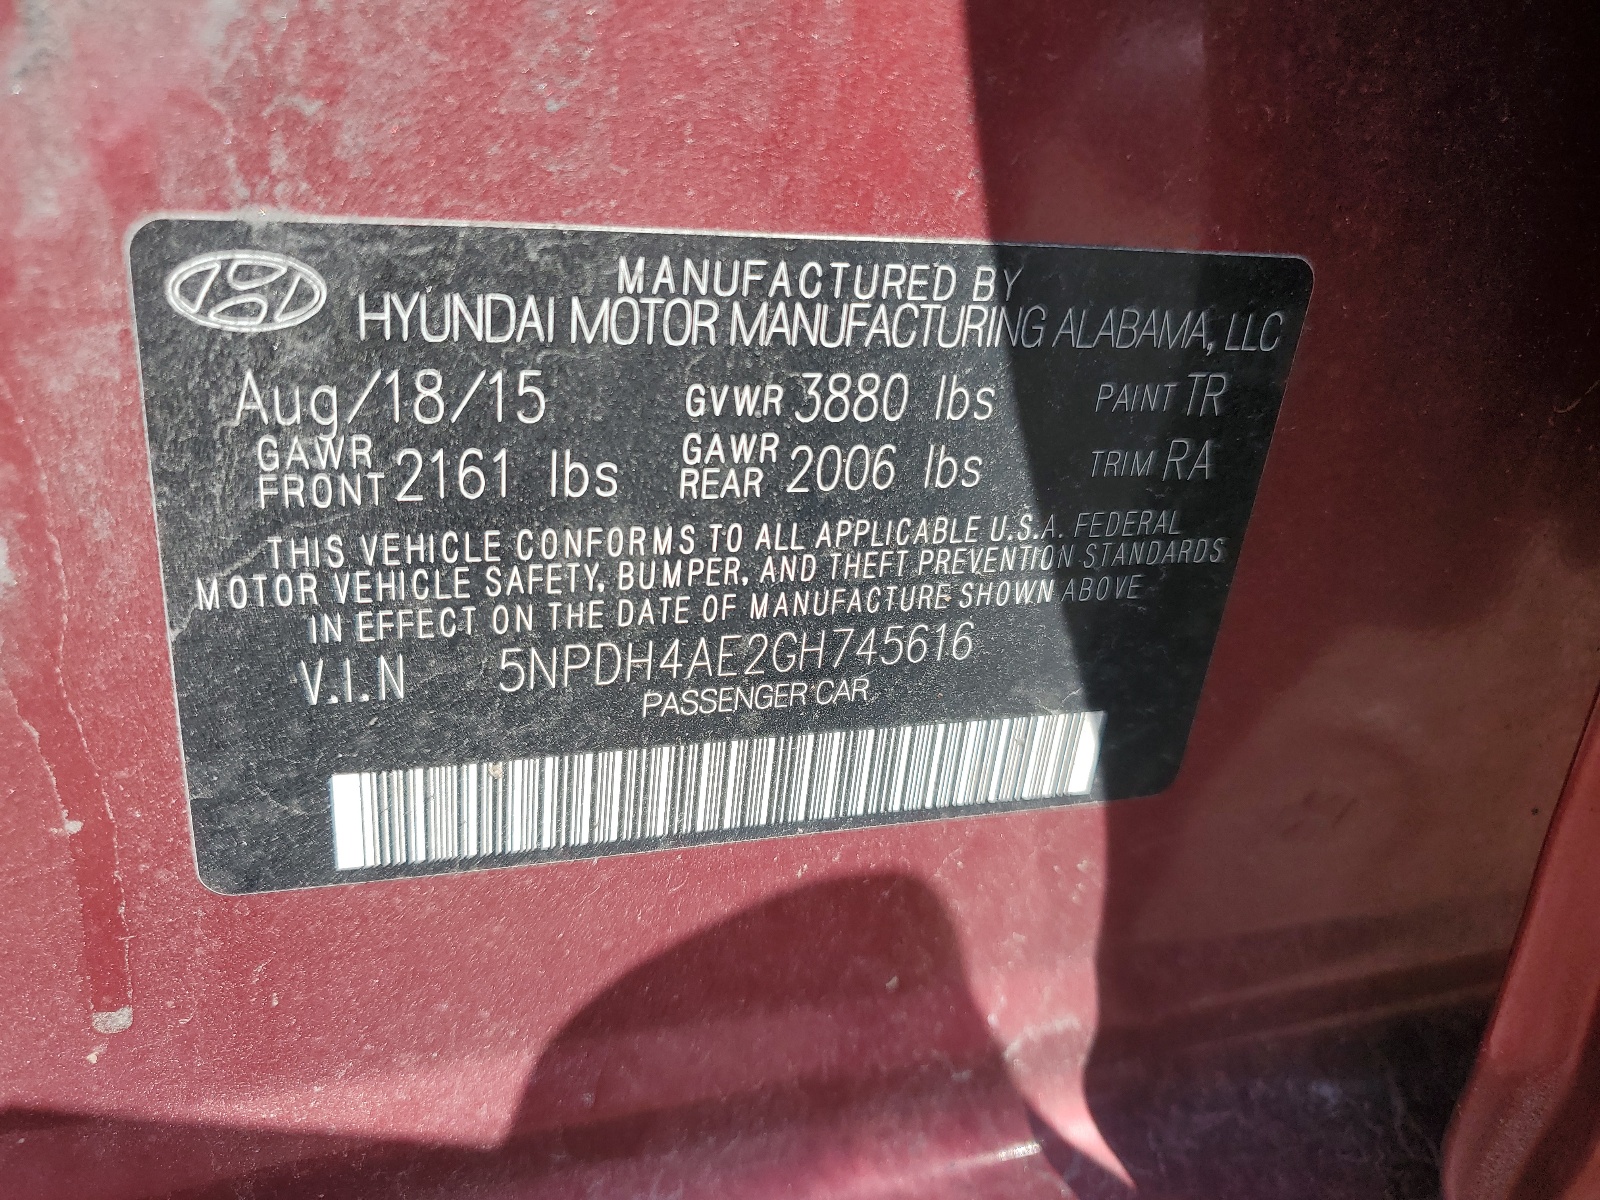 MANUFACTURED BY
HYUNDAI MOTOR MANUFACTURING ALABAMA, LLC
Aug/18/15 GVWR 3880 lbs PAINT TR
GAWR FRONT 2161 lbs GAWR REAR 2006 lbs TRIM RA
THIS VEHICLE CONFORMS TO ALL APPLICABLE U.S.A. FEDERAL
MOTOR VEHICLE SAFETY, BUMPER, AND THEFT PREVENTION STANDARDS
IN EFFECT ON THE DATE OF MANUFACTURE SHOWN ABOVE
V.I.N 5NPDH4AE2GH745616
PASSENGER CAR